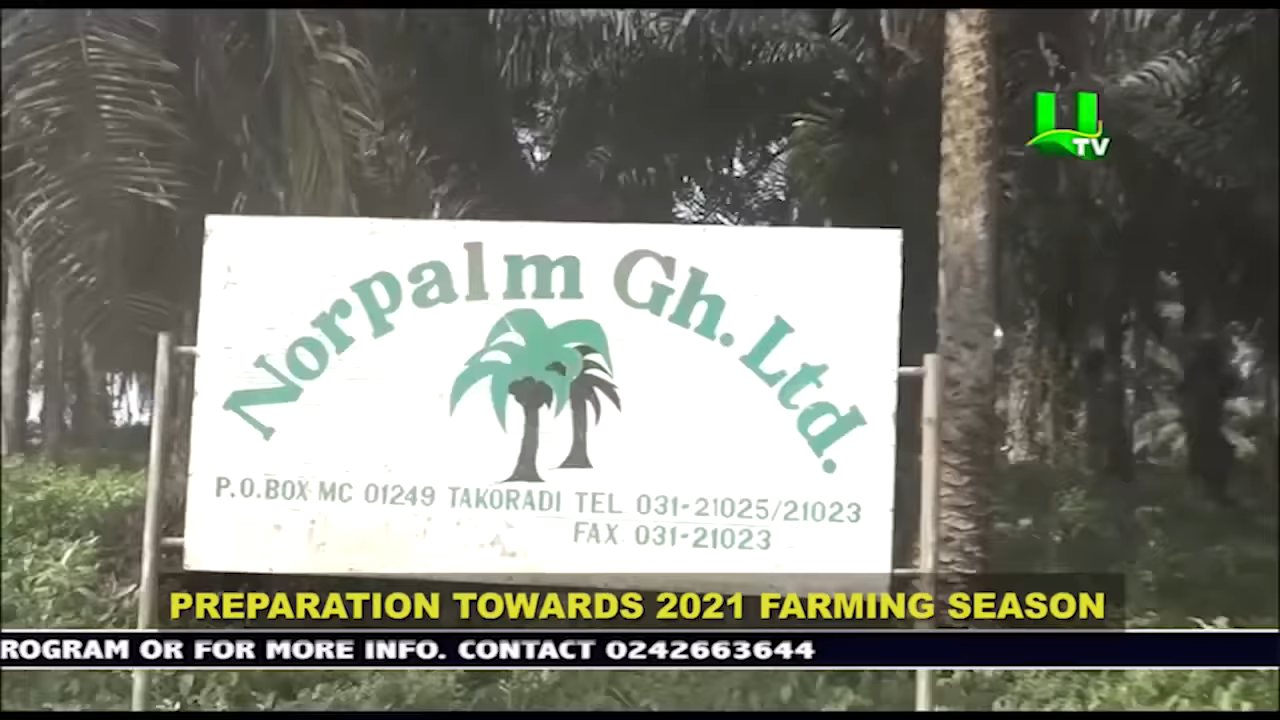 U
TV
Norpalm Gh. Ltd.
P.O.BOX MC 01249 TAKORADI TEL 031-21025/21023
FAX 031-21023
PREPARATION TOWARDS 2021 FARMING SEASON
ROGRAM OR FOR MORE INFO. CONTACT 0242663644